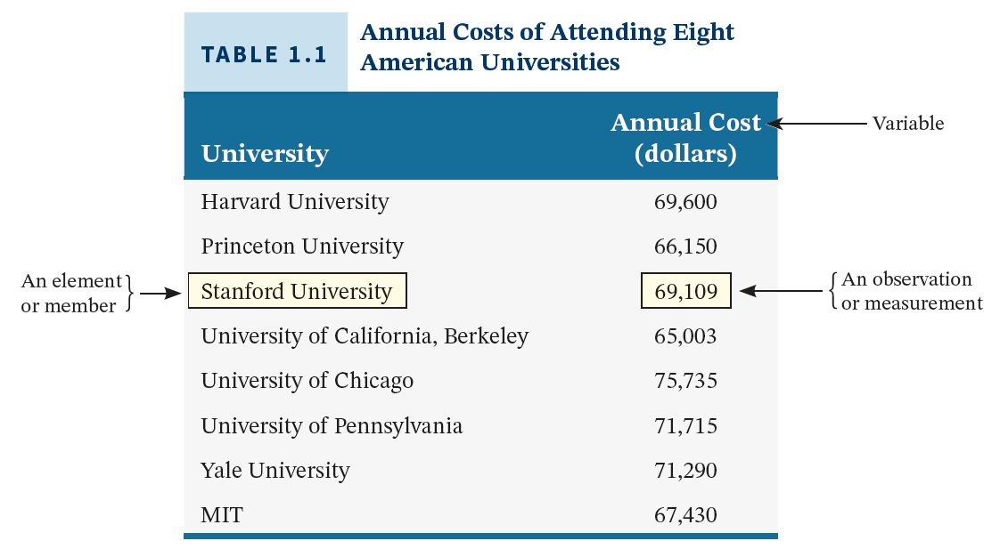 TABLE 1.1
Annual Costs of Attending Eight
American Universities
University
Annual Cost
(dollars)
Variable
Harvard University 69,600
Princeton University 66,150
An element
or member
Stanford University 69,109
An observation
or measurement
University of California, Berkeley 65,003
University of Chicago 75,735
University of Pennsylvania 71,715
Yale University 71,290
MIT 67,430